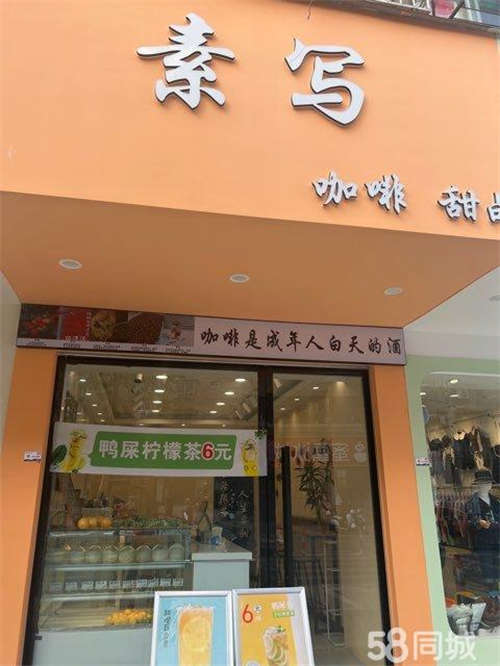 素写
咖啡 甜
咖啡是成年人白天的酒
鸭屎柠檬茶6元
6元
58同城